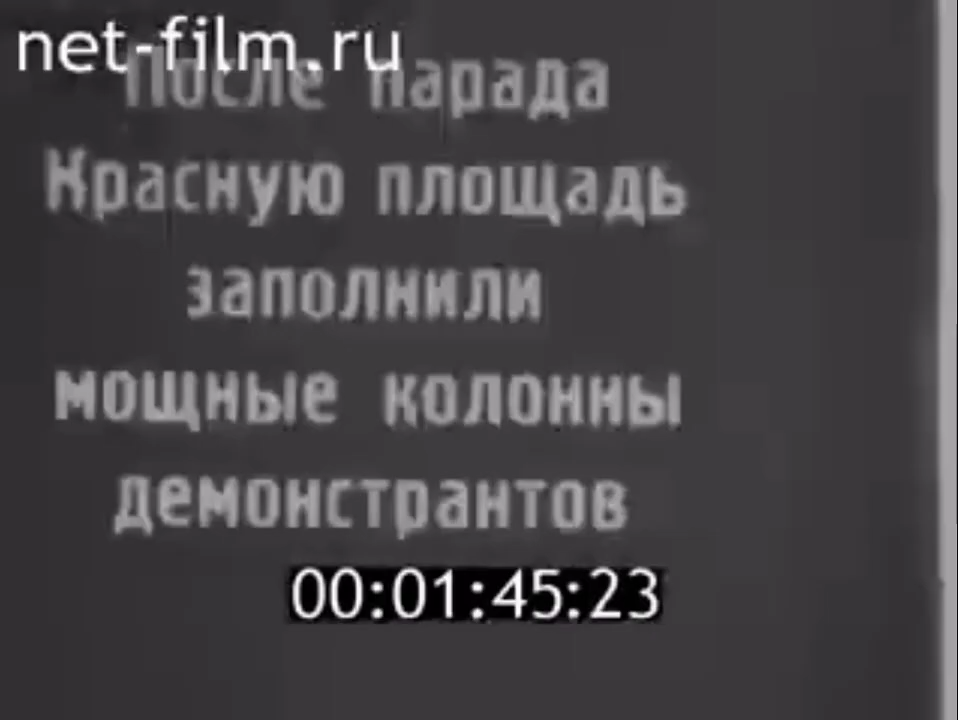 net-film.ru
После парада
Красную площадь
заполнили
мощные колонны
демонстрантов
00:01:45:23